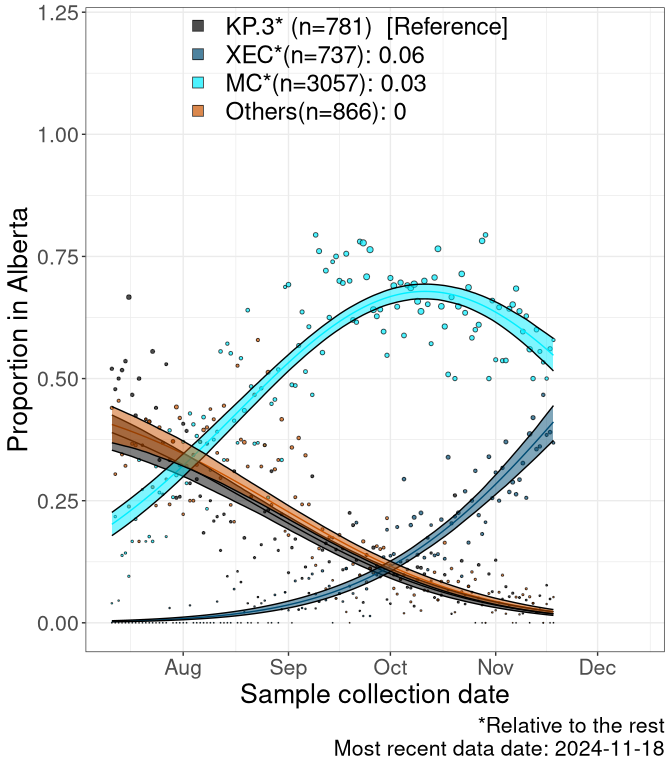 KP.3* (n=781)  [Reference]
XEC*(n=737): 0.06
MC*(n=3057): 0.03
Others(n=866): 0
1.25
1.00
0.75
0.50
0.25
0.00
Proportion in Alberta
Aug Sep Oct Nov Dec
Sample collection date
*Relative to the rest
Most recent data date: 2024-11-18